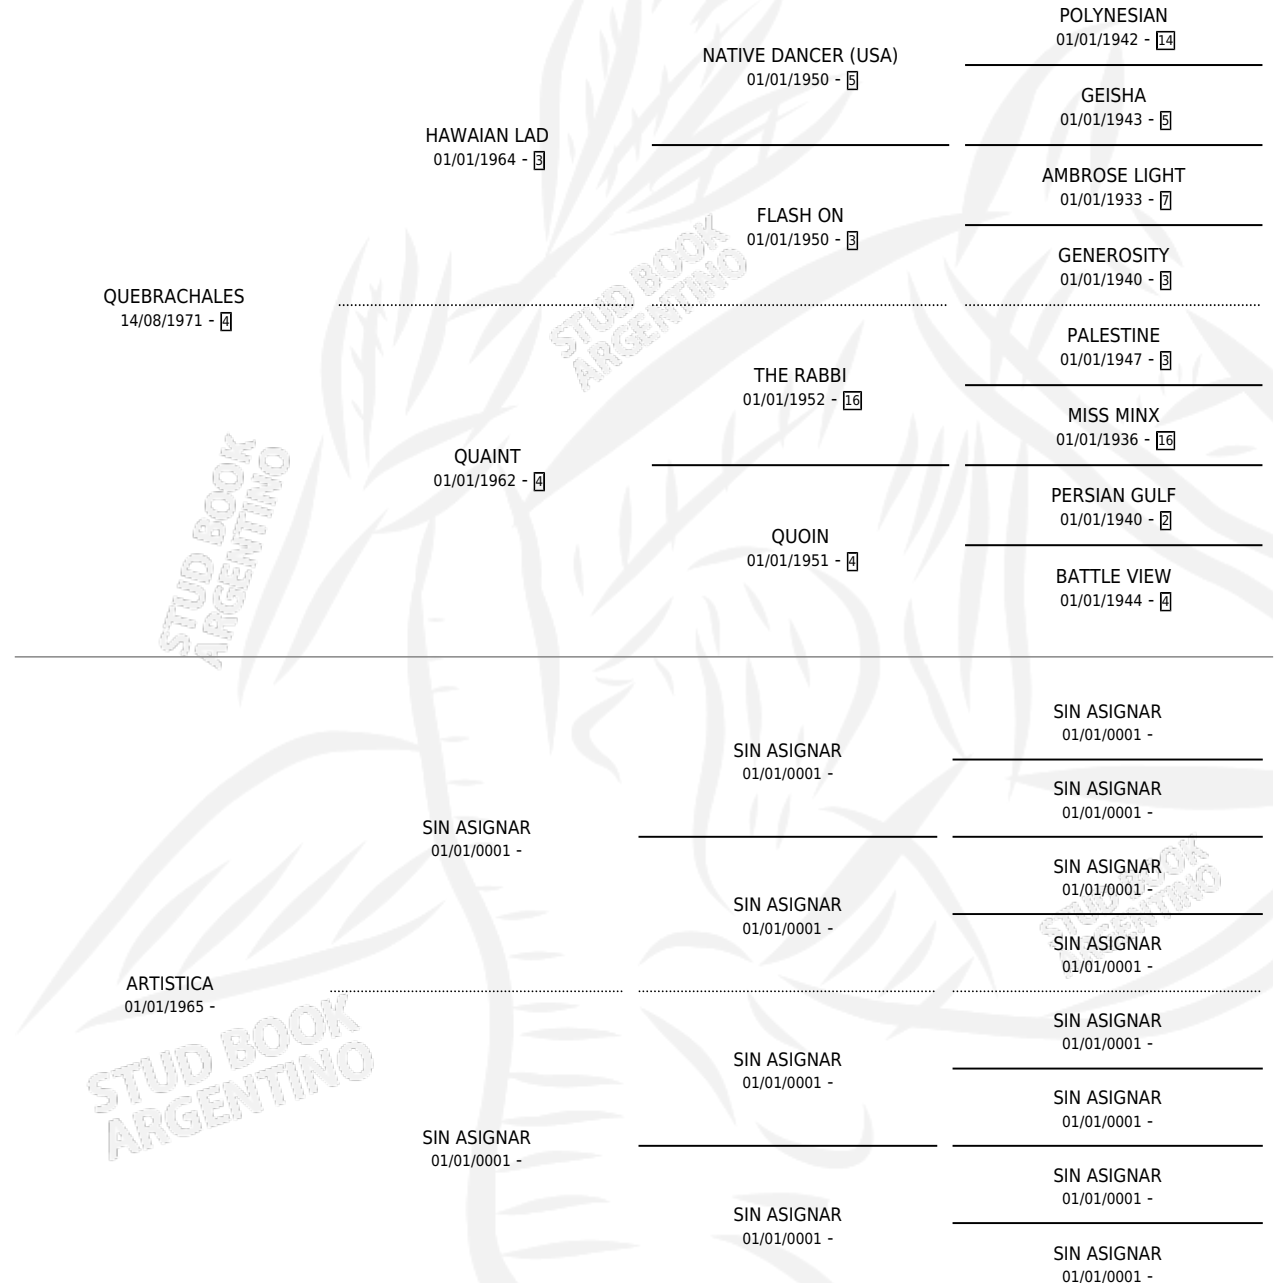 POLYNESIAN
01/01/1942 - 14
NATIVE DANCER (USA)
01/01/1950 - 5
GEISHA
01/01/1943 - 5
HAWAIAN LAD
01/01/1964 - 3
AMBROSE LIGHT
01/01/1933 - 7
FLASH ON
01/01/1950 - 3
GENEROSITY
01/01/1940 - 3
QUEBRACHALES
14/08/1971 - 4
PALESTINE
01/01/1947 - 3
THE RABBI
01/01/1952 - 16
MISS MINX
01/01/1936 - 16
QUAINT
01/01/1962 - 4
PERSIAN GULF
01/01/1940 - 2
QUOIN
01/01/1951 - 4
BATTLE VIEW
01/01/1944 - 4
STUD BOOK
ARGENTINO
STUD BOOK
ARGENTINO
SIN ASIGNAR
01/01/0001 -
SIN ASIGNAR
01/01/0001 -
SIN ASIGNAR
01/01/0001 -
SIN ASIGNAR
01/01/0001 -
SIN ASIGNAR
01/01/0001 -
SIN ASIGNAR
01/01/0001 -
SIN ASIGNAR
01/01/0001 -
ARTISTICA
01/01/1965 -
SIN ASIGNAR
01/01/0001 -
SIN ASIGNAR
01/01/0001 -
SIN ASIGNAR
01/01/0001 -
SIN ASIGNAR
01/01/0001 -
SIN ASIGNAR
01/01/0001 -
SIN ASIGNAR
01/01/0001 -
SIN ASIGNAR
01/01/0001 -
STUD BOOK
ARGENTINO
STUD BOOK
ARGENTINO